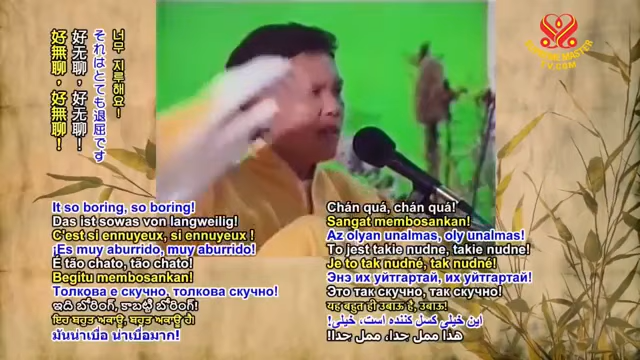 너무 지루해요!
それはとても退屈です
好无聊，好无聊！
好無聊，好無聊！
SUPREME MASTER
TV.COM
It so boring, so boring!
Das ist sowas von langweilig!
C'est si ennuyeux, si ennuyeux !
¡Es muy aburrido, muy aburrido!
É tão chato, tão chato!
Begitu membosankan!
Толкова е скучно, толкова скучно!
ఇది బోరింగ్, కాబట్టి బోరింగ్!
ਇਹ ਬਹੁਤ ਅਕਾਊ, ਬਹੁਤ ਅਕਾਊ ਹੈ!
มันน่าเบื่อ น่าเบื่อมาก!
Chán quá, chán quá!
Sangat membosankan!
Az olyan unalmas, oly unalmas!
To jest takie nudne, takie nudne!
Je to tak nudné, tak nudné!
Энэ их уйтгартай, их уйтгартай!
Это так скучно, так скучно!
यह बहुत ही उबाऊ है, उबाऊ!
این خیلی کسل کننده است، خیلی!
هذا ممل جدا، ممل جدا!